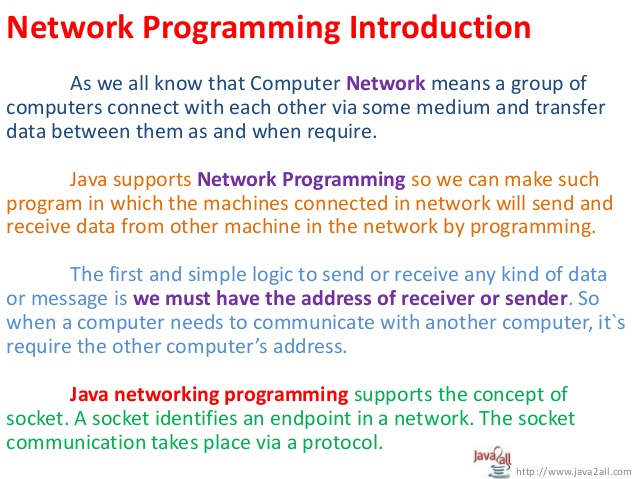 Network Programming Introduction
As we all know that Computer Network means a group of
computers connect with each other via some medium and transfer
data between them as and when require.
Java supports Network Programming so we can make such
program in which the machines connected in network will send and
receive data from other machine in the network by programming.
The first and simple logic to send or receive any kind of data
or message is we must have the address of receiver or sender. So
when a computer needs to communicate with another computer, it`s
require the other computer’s address.
Java networking programming supports the concept of
socket. A socket identifies an endpoint in a network. The socket
communication takes place via a protocol.
Java2all
http://www.java2all.com